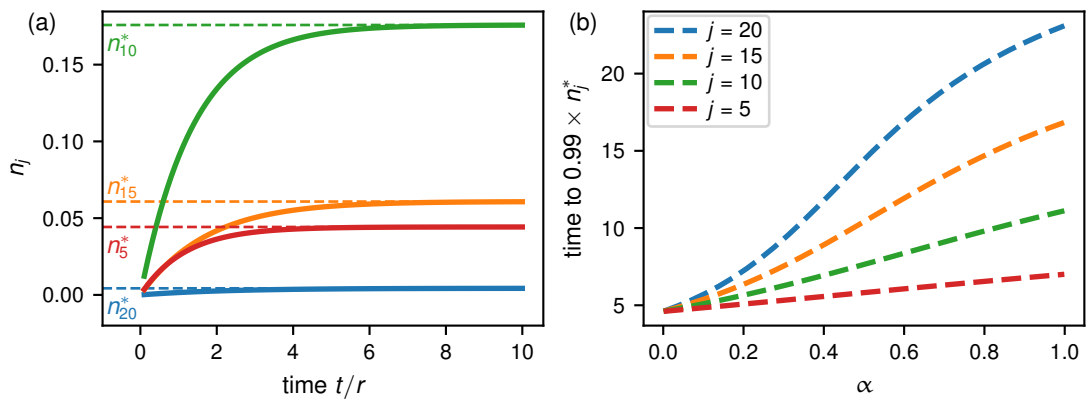 (a)
n*10
n*15
n*5
n*20
0.15
0.10
0.05
0.00
n_j
0
2
4
6
8
10
time t/r
(b)
j = 20
j = 15
j = 10
j = 5
20
15
10
5
time to 0.99 × n*_j
0.0
0.2
0.4
0.6
0.8
1.0
α